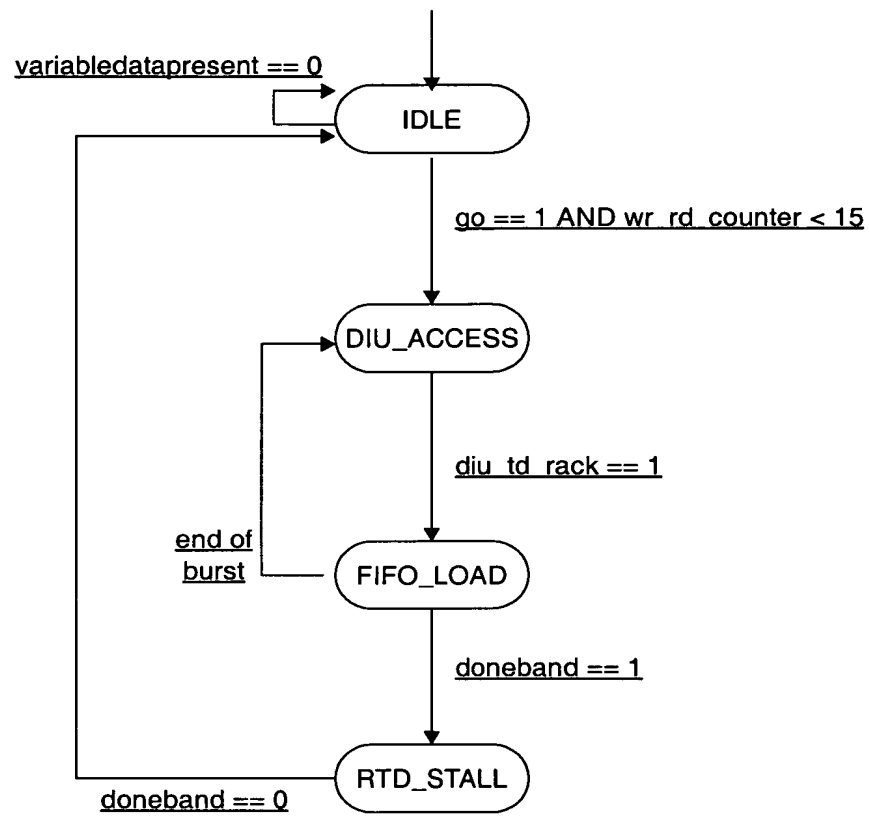 variabledatapresent == 0
IDLE
go == 1 AND wr_rd_counter < 15
DIU_ACCESS
diu_td_rack == 1
end of
burst
FIFO_LOAD
doneband == 1
RTD_STALL
doneband == 0